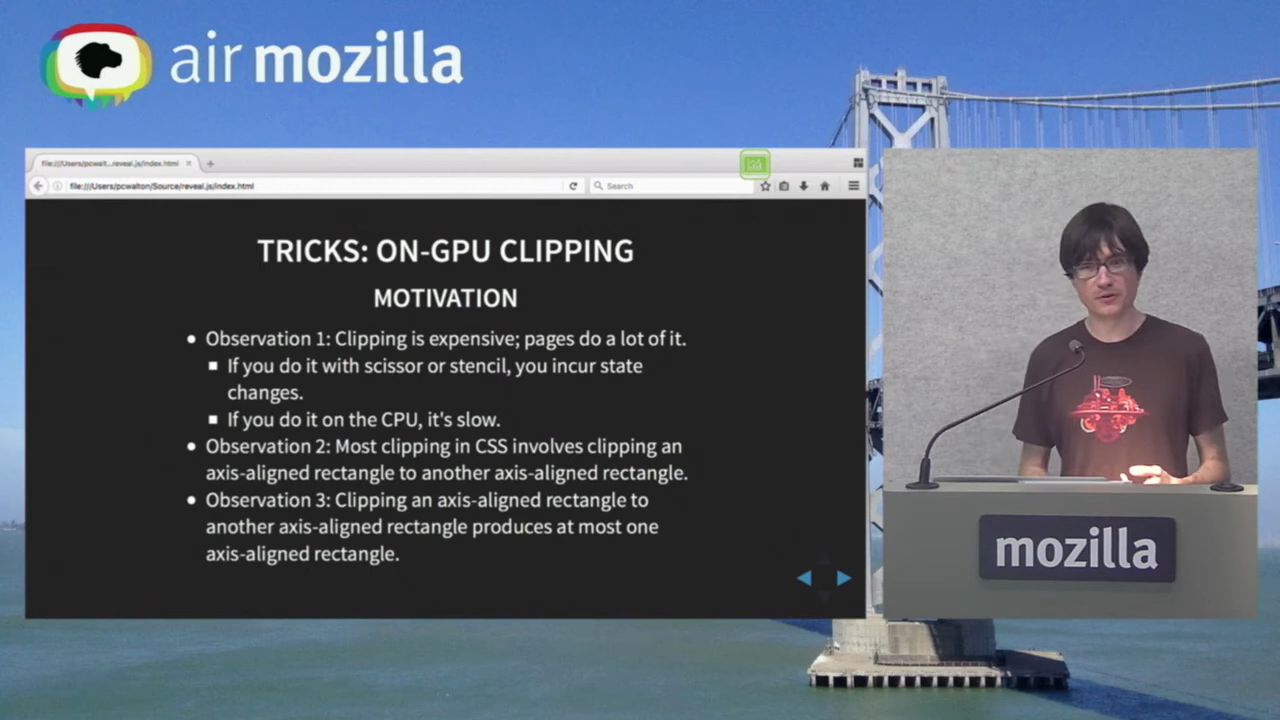 air mozilla
file:///Users/pcwalt...reveal.js/index.html
file:///Users/pcwalton/Source/reveal.js/index.html
Search
TRICKS: ON-GPU CLIPPING
MOTIVATION
Observation 1: Clipping is expensive; pages do a lot of it.
If you do it with scissor or stencil, you incur state
changes.
If you do it on the CPU, it's slow.
Observation 2: Most clipping in CSS involves clipping an
axis-aligned rectangle to another axis-aligned rectangle.
Observation 3: Clipping an axis-aligned rectangle to
another axis-aligned rectangle produces at most one
axis-aligned rectangle.
mozilla